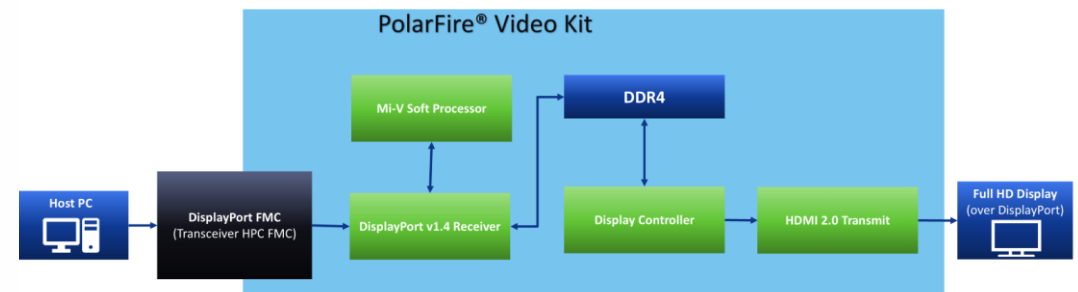 PolarFire® Video Kit
Mi-V Soft Processor
DDR4
Host PC
DisplayPort FMC
(Transceiver HPC FMC)
DisplayPort v1.4 Receiver
Display Controller
HDMI 2.0 Transmit
Full HD Display
(over DisplayPort)